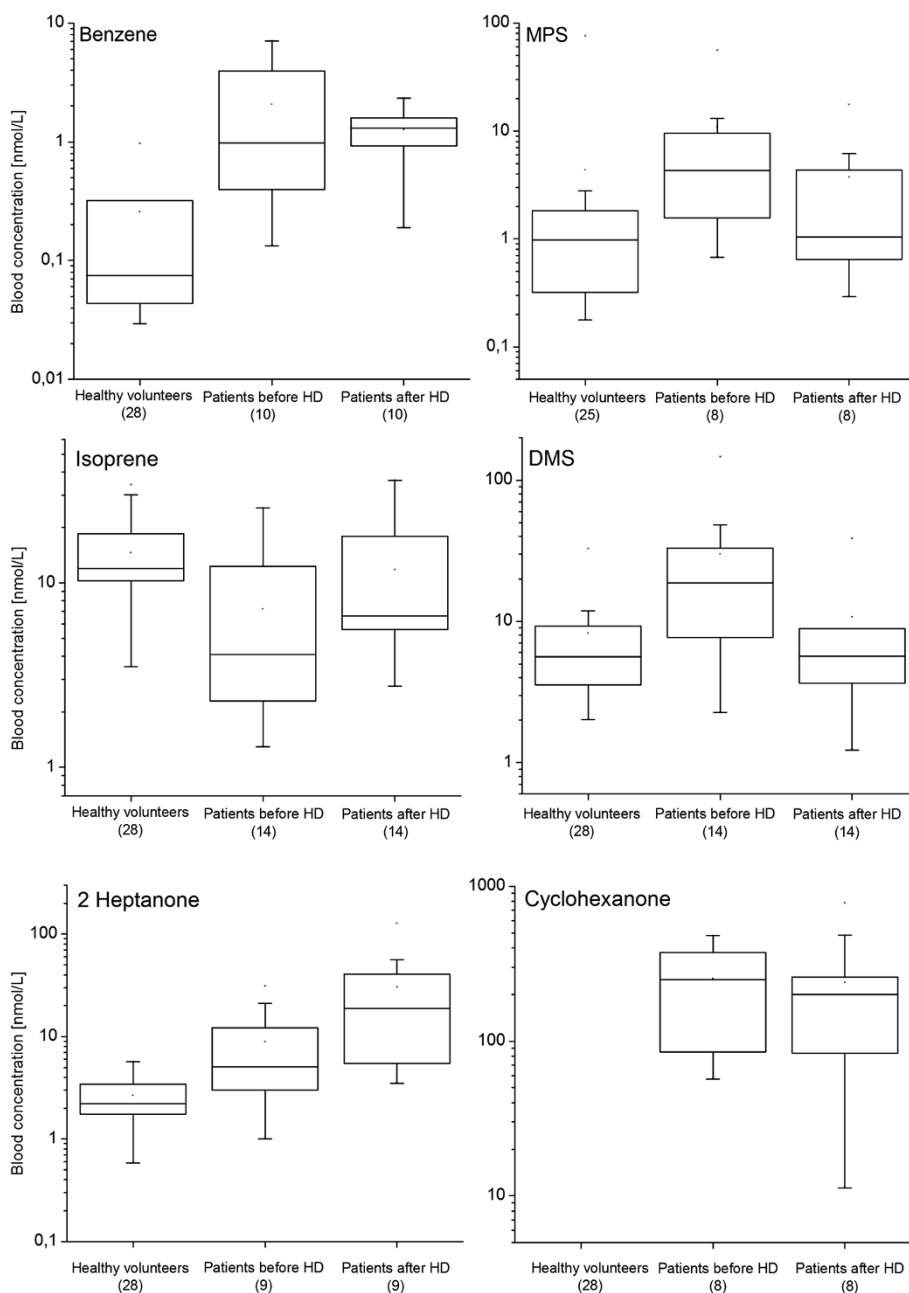 Benzene
Blood concentration [nmol/L]
10
1
0,1
0,01
Healthy volunteers
(28)
Patients before HD
(10)
Patients after HD
(10)
MPS
100
10
1
0,1
Healthy volunteers
(25)
Patients before HD
(8)
Patients after HD
(8)
Isoprene
Blood concentration [nmol/L]
10
1
Healthy volunteers
(28)
Patients before HD
(14)
Patients after HD
(14)
DMS
100
10
1
Healthy volunteers
(28)
Patients before HD
(14)
Patients after HD
(14)
2 Heptanone
Blood concentration [nmol/L]
100
10
1
0,1
Healthy volunteers
(28)
Patients before HD
(9)
Patients after HD
(9)
Cyclohexanone
1000
100
10
Healthy volunteers
(28)
Patients before HD
(8)
Patients after HD
(8)